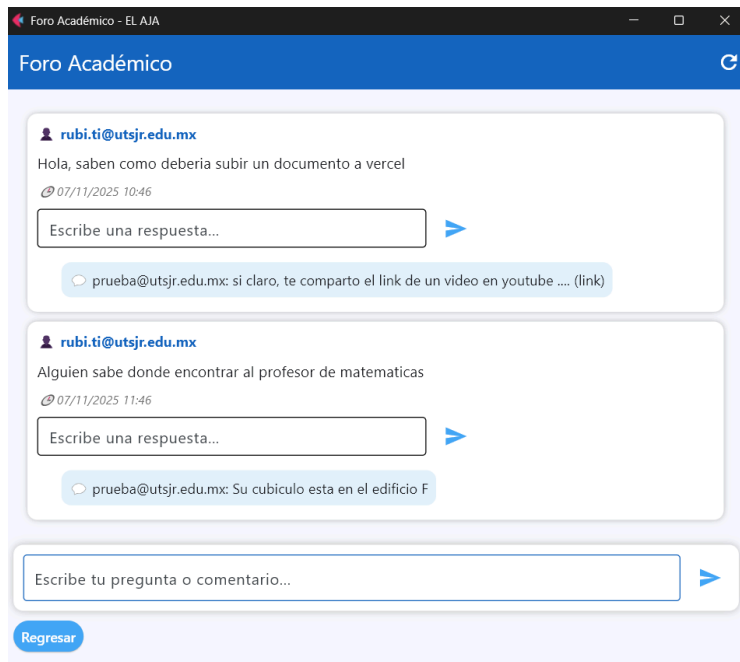 Foro Académico - EL AJA
Foro Académico
rubi.ti@utsjr.edu.mx
Hola, saben como deberia subir un documento a vercel
07/11/2025 10:46
Escribe una respuesta...
prueba@utsjr.edu.mx: si claro, te comparto el link de un video en youtube .... (link)
rubi.ti@utsjr.edu.mx
Alguien sabe donde encontrar al profesor de matematicas
07/11/2025 11:46
Escribe una respuesta...
prueba@utsjr.edu.mx: Su cubiculo esta en el edificio F
Escribe tu pregunta o comentario...
Regresar